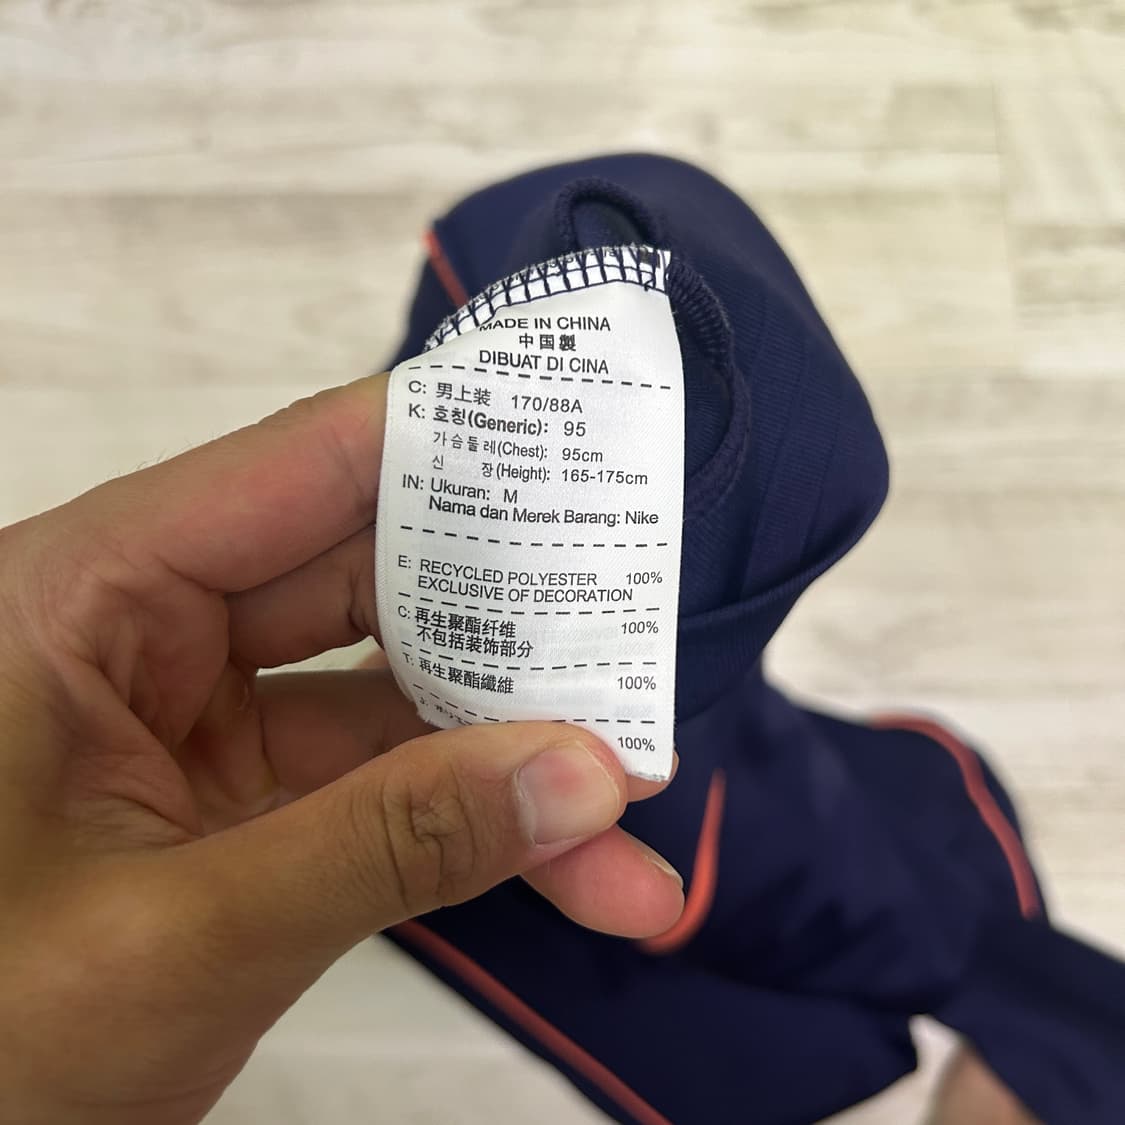 MADE IN CHINA
中国製
DIBUAT DI CINA
C: 男上装 170/88A
K: 호칭(Generic): 95
가슴둘레(Chest): 95cm
신 장(Height): 165-175cm
IN: Ukuran: M
Nama dan Merek Barang: Nike
E: RECYCLED POLYESTER 100%
EXCLUSIVE OF DECORATION
C: 再生聚酯纤维 100%
不包括装饰部分
T: 再生聚酯纖維 100%
100%